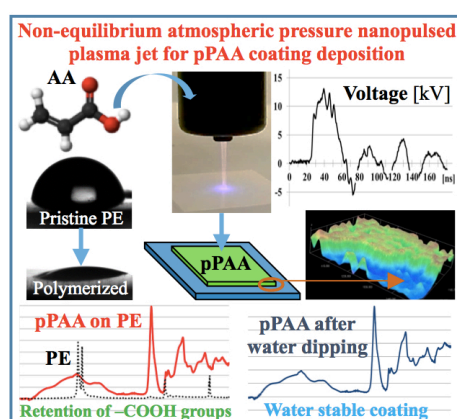 Non-equilibrium atmospheric pressure nanopulsed
plasma jet for pPAA coating deposition
AA
Voltage [kV]
15
10
5
0
-5
0 20 40 60 80 100 120 140 160 [ns]
Pristine PE
Polymerized
pPAA
pPAA on PE
PE
Retention of –COOH groups
pPAA after
water dipping
Water stable coating